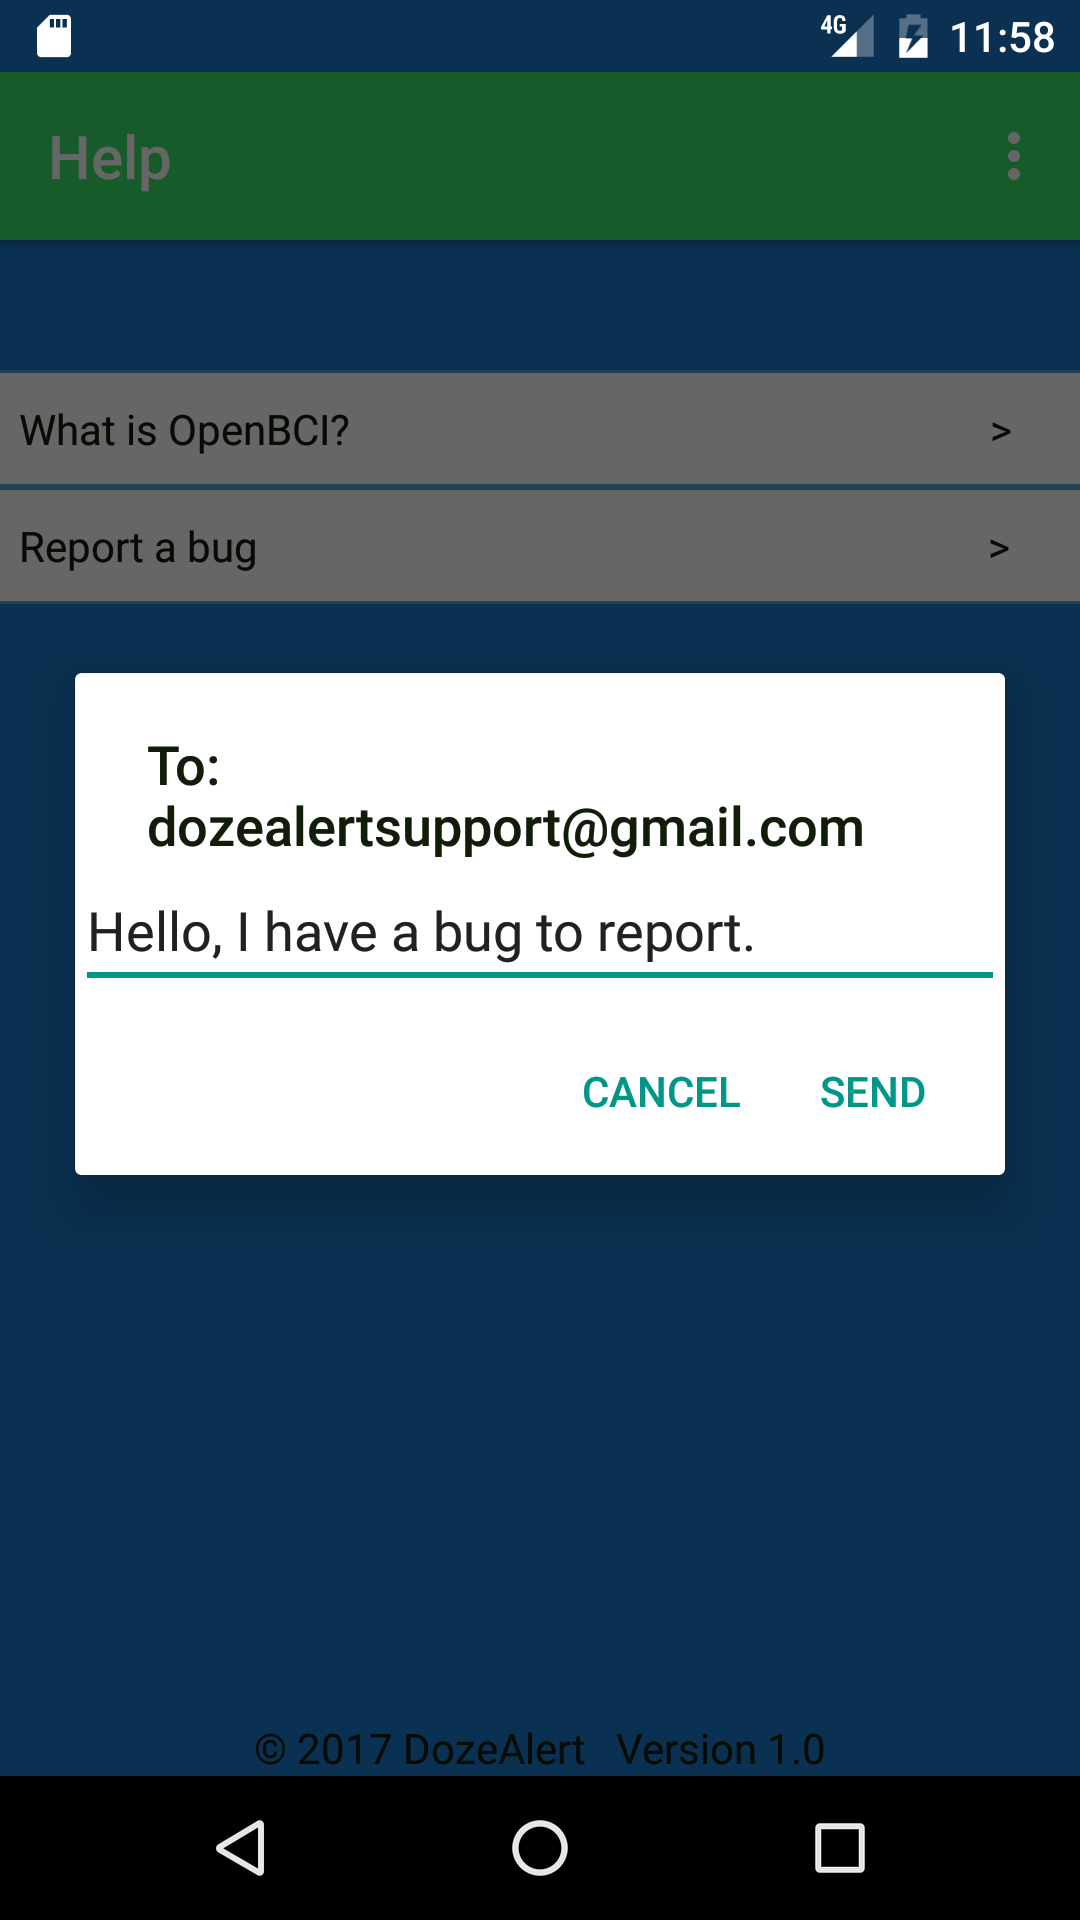 4G 11:58
Help
What is OpenBCI? >
Report a bug >
To:
dozealertsupport@gmail.com
Hello, I have a bug to report.
CANCEL SEND
© 2017 DozeAlert Version 1.0